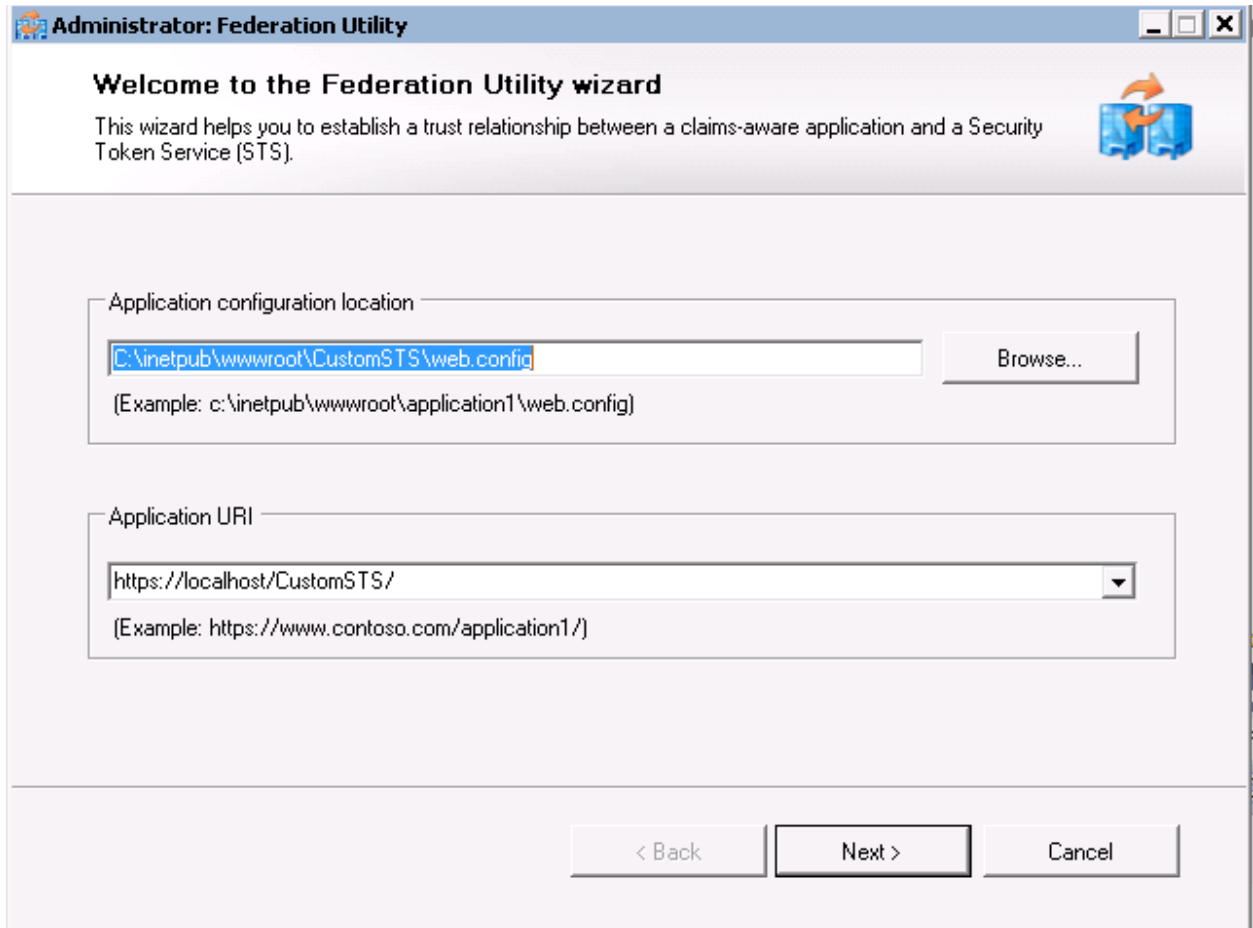 Administrator: Federation Utility
Welcome to the Federation Utility wizard
This wizard helps you to establish a trust relationship between a claims-aware application and a Security
Token Service (STS).
Application configuration location
C:\inetpub\wwwroot\CustomSTS\web.config
Browse...
(Example: c:\inetpub\wwwroot\application1\web.config)
Application URI
https://localhost/CustomSTS/
(Example: https://www.contoso.com/application1/)
< Back
Next >
Cancel